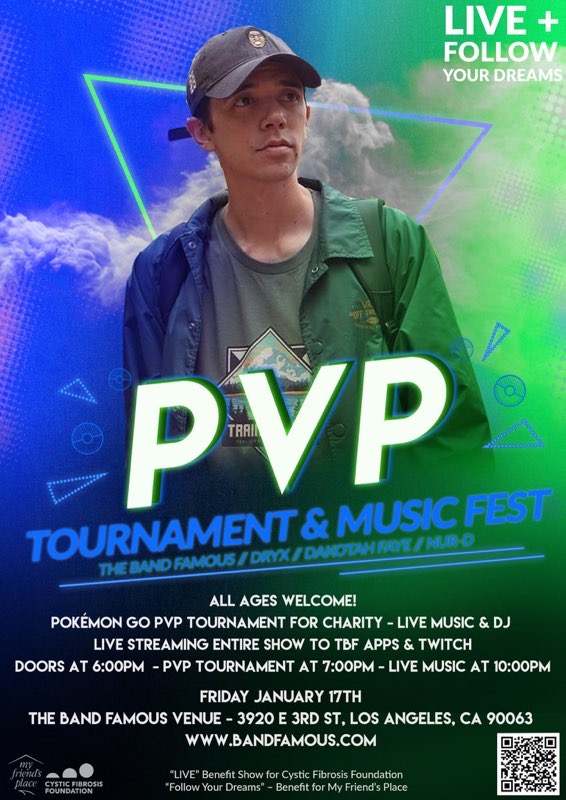 LIVE +
FOLLOW
YOUR DREAMS
TRAIN
PVP
TOURNAMENT & MUSIC FEST
THE BAND FAMOUS // DRYX // DAKOTAH FAYE // NUR-D
ALL AGES WELCOME!
POKÉMON GO PVP TOURNAMENT FOR CHARITY - LIVE MUSIC & DJ
LIVE STREAMING ENTIRE SHOW TO TBF APPS & TWITCH
DOORS AT 6:00PM - PVP TOURNAMENT AT 7:00PM - LIVE MUSIC AT 10:00PM
FRIDAY JANUARY 17TH
THE BAND FAMOUS VENUE - 3920 E 3RD ST, LOS ANGELES, CA 90063
WWW.BANDFAMOUS.COM
my
friend's
place
CYSTIC FIBROSIS
FOUNDATION
"LIVE" Benefit Show for Cystic Fibrosis Foundation
"Follow Your Dreams" – Benefit for My Friend's Place